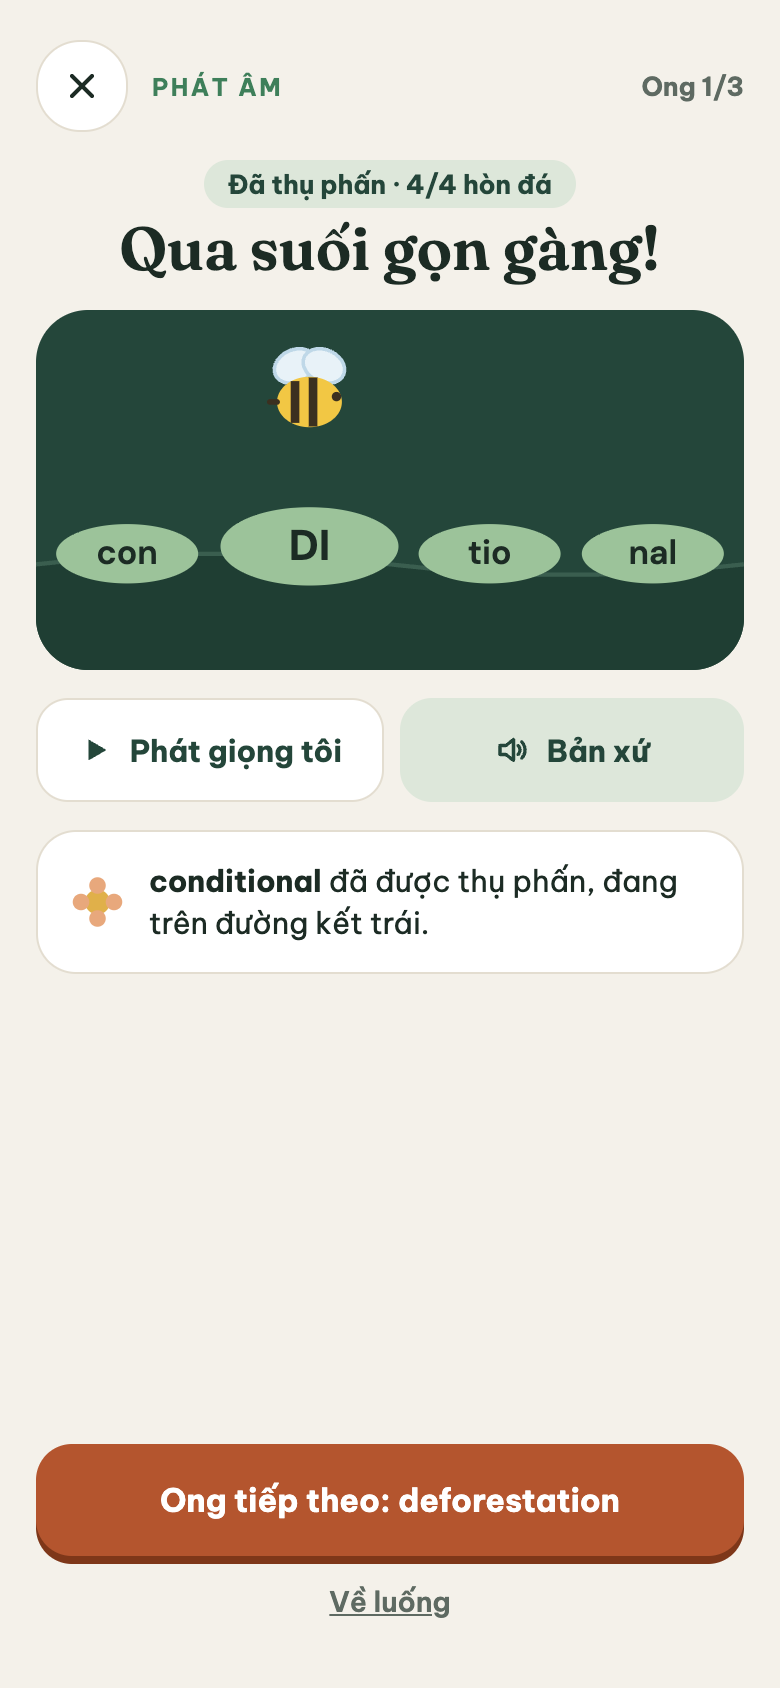 PHÁT ÂM
Ong 1/3
Đã thụ phấn · 4/4 hòn đá
Qua suối gọn gàng!
con
DI
tio
nal
Phát giọng tôi
Bản xứ
conditional đã được thụ phấn, đang
trên đường kết trái.
Ong tiếp theo: deforestation
Về luống